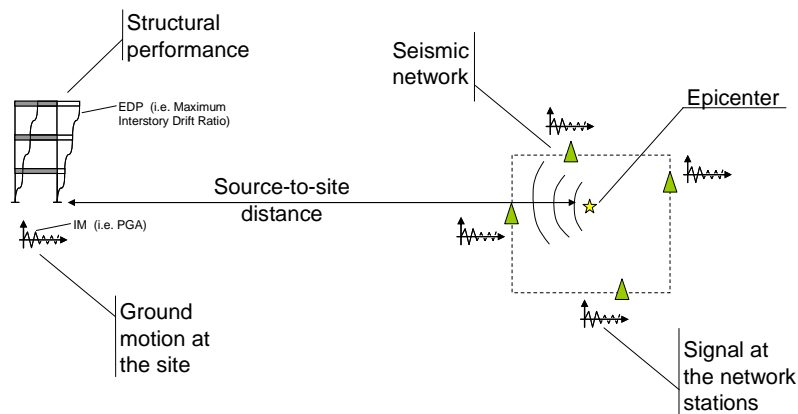 Structural
performance
EDP (i.e. Maximum
Interstory Drift Ratio)
Seismic
network
Epicenter
Source-to-site
distance
IM (i.e. PGA)
Ground
motion at
the site
Signal at
the network
stations